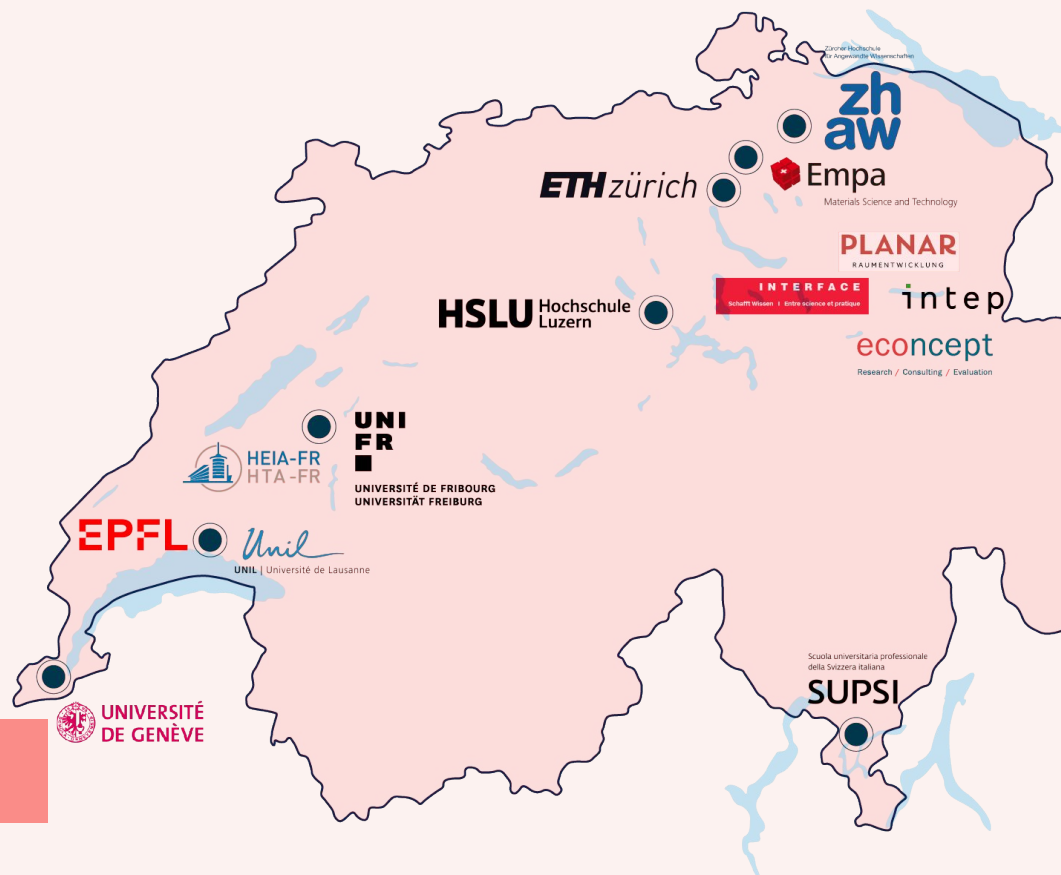 Zürcher Hochschule
für Angewandte Wissenschaften
zh
aw
ETH zürich
Empa
Materials Science and Technology
PLANAR
RAUMENTWICKLUNG
INTERFACE
Schafft Wissen | Entre science et pratique
intep
HSLU Hochschule
Luzern
econcept
Research / Consulting / Evaluation
UNI
FR
HEIA-FR
HTA-FR
UNIVERSITÉ DE FRIBOURG
UNIVERSITÄT FREIBURG
EPFL
Unil
UNIL | Université de Lausanne
Scuola universitaria professionale
della Svizzera italiana
SUPSI
UNIVERSITÉ
DE GENÈVE